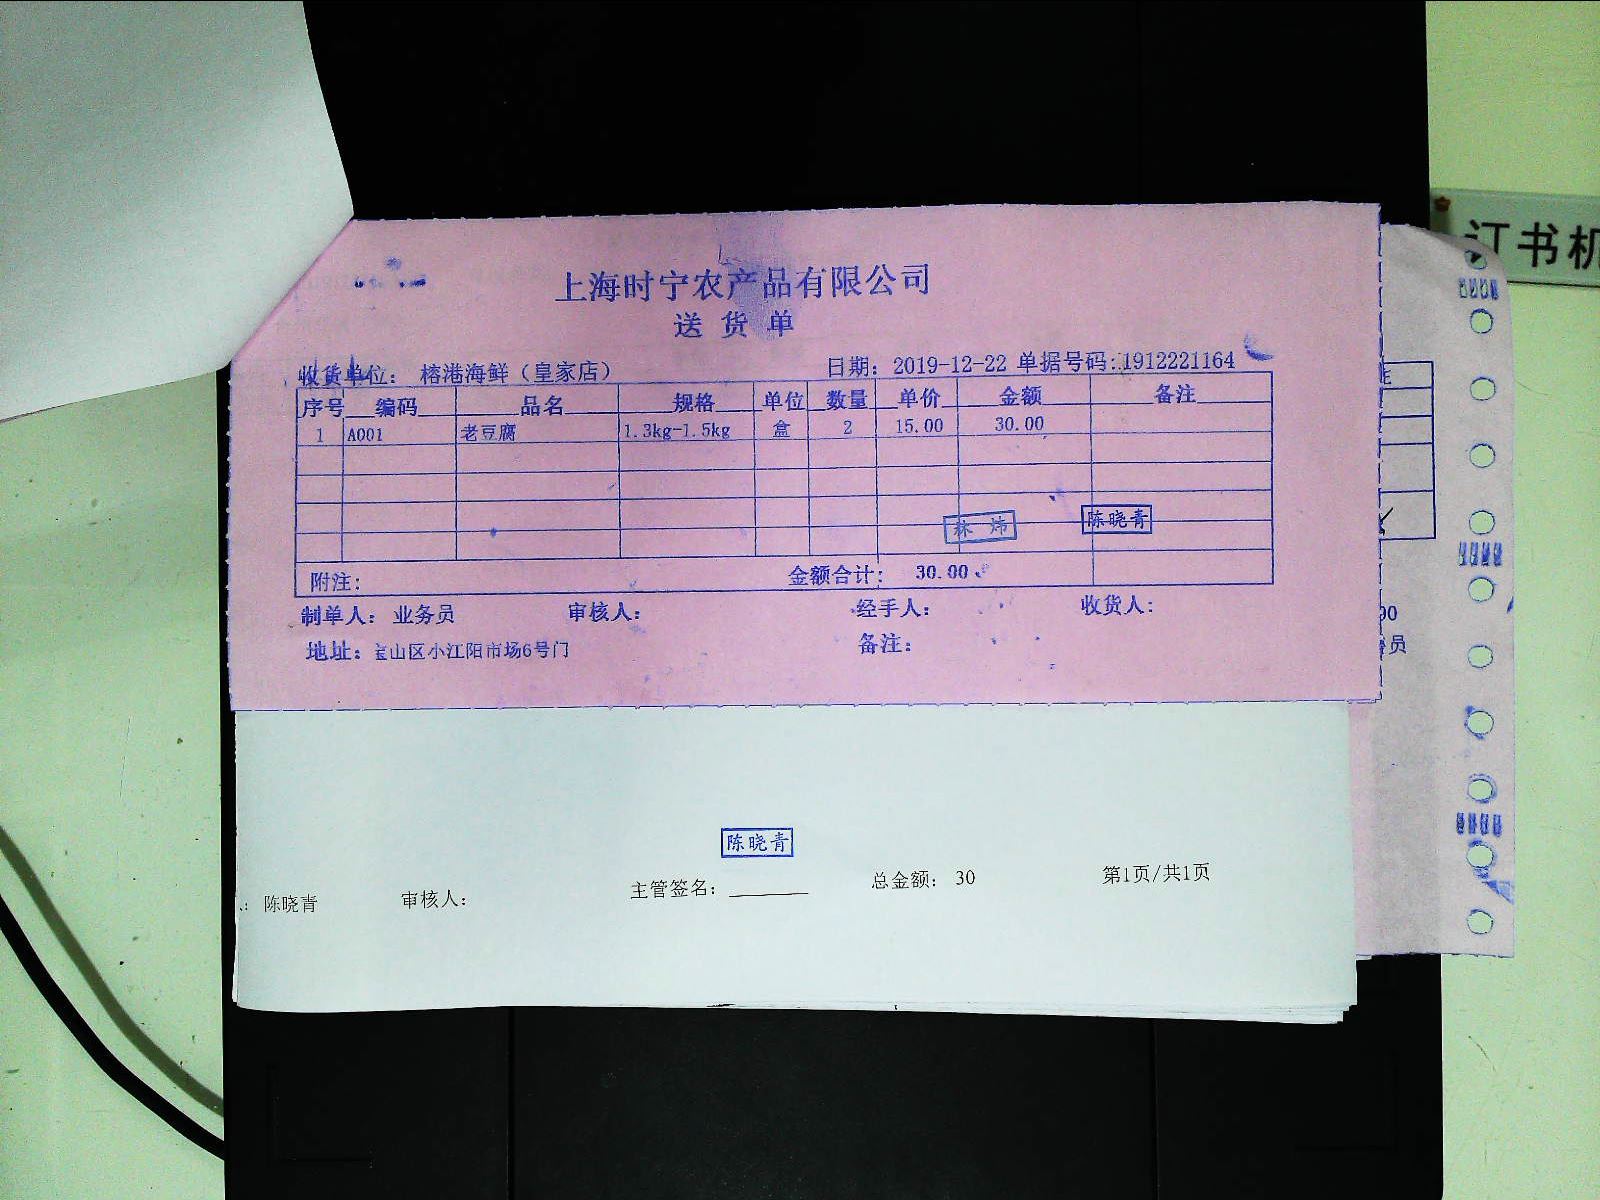 订书机
上海时宁农产品有限公司
送货单
收货单位： 榕港海鲜（皇家店） 日期： 2019-12-22 单据号码：1912221164
序号 编码 品名 规格 单位 数量 单价 金额 备注
1 A001 老豆腐 1.3kg-1.5kg 盒 2 15.00 30.00
林炜 陈晓青
附注： 金额合计： 30.00
制单人： 业务员 审核人： 经手人： 收货人：
地址： 宝山区小江阳市场6号门 备注：
陈晓青
陈晓青 审核人： 主管签名： 总金额： 30 第1页/共1页